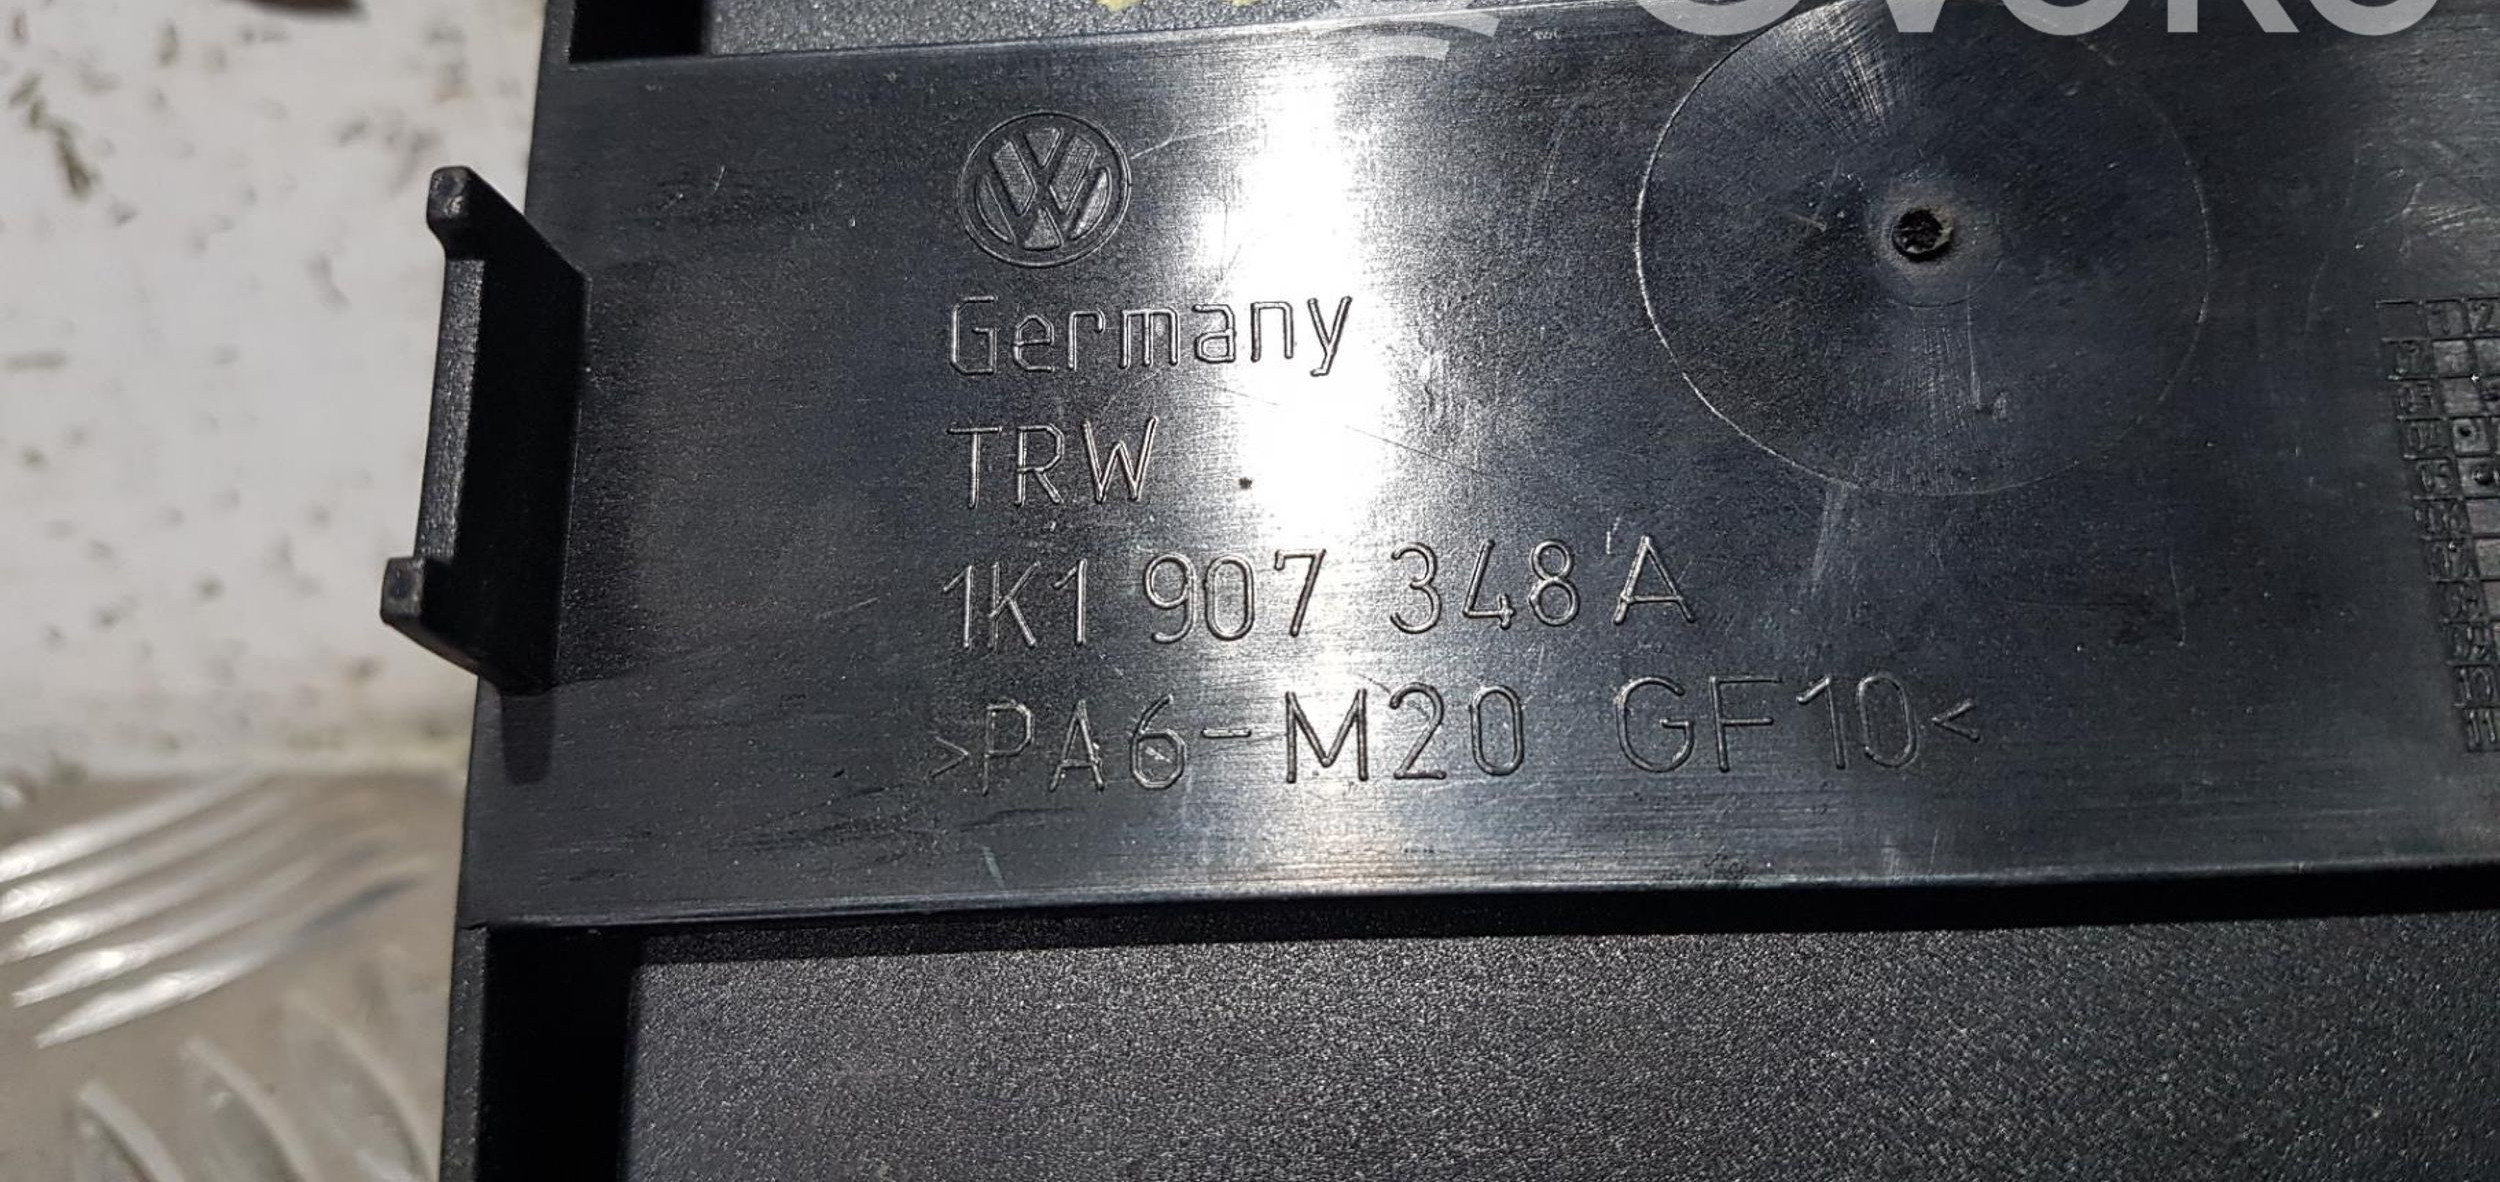 Germany
TRW
1K1 907 348 A
>PA6-M20 GF10<